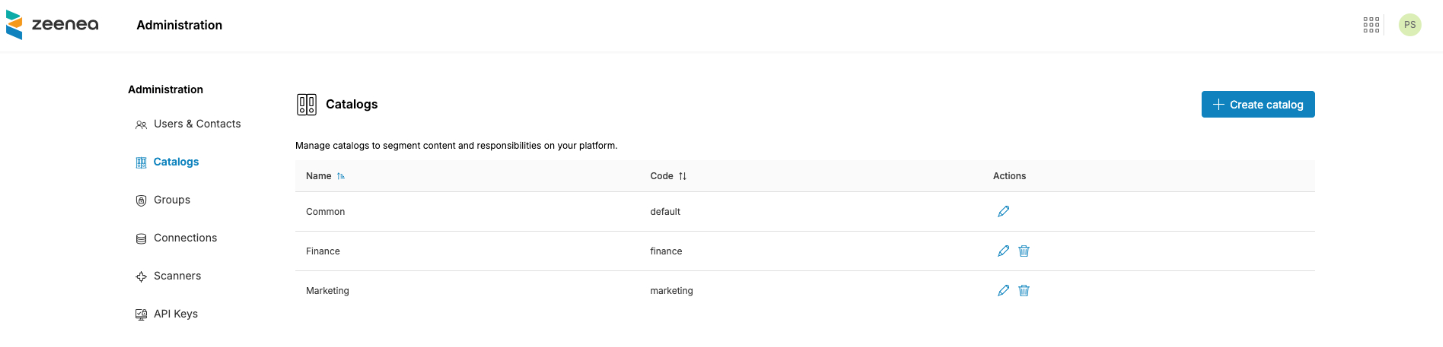 zeenea Administration PS
Administration
Users & Contacts
Catalogs
Groups
Connections
Scanners
API Keys
Catalogs
Create catalog
Manage catalogs to segment content and responsibilities on your platform.
Name Code Actions
Common default
Finance finance
Marketing marketing